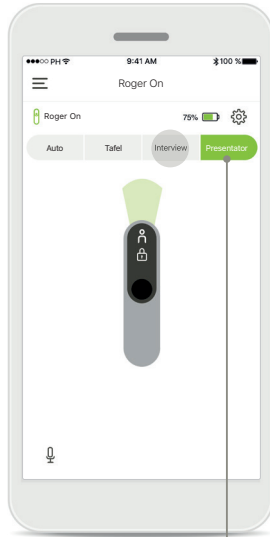 PH 9:41 AM 100 %
Roger On
Roger On 75%
Auto Tafel Interview Presentator